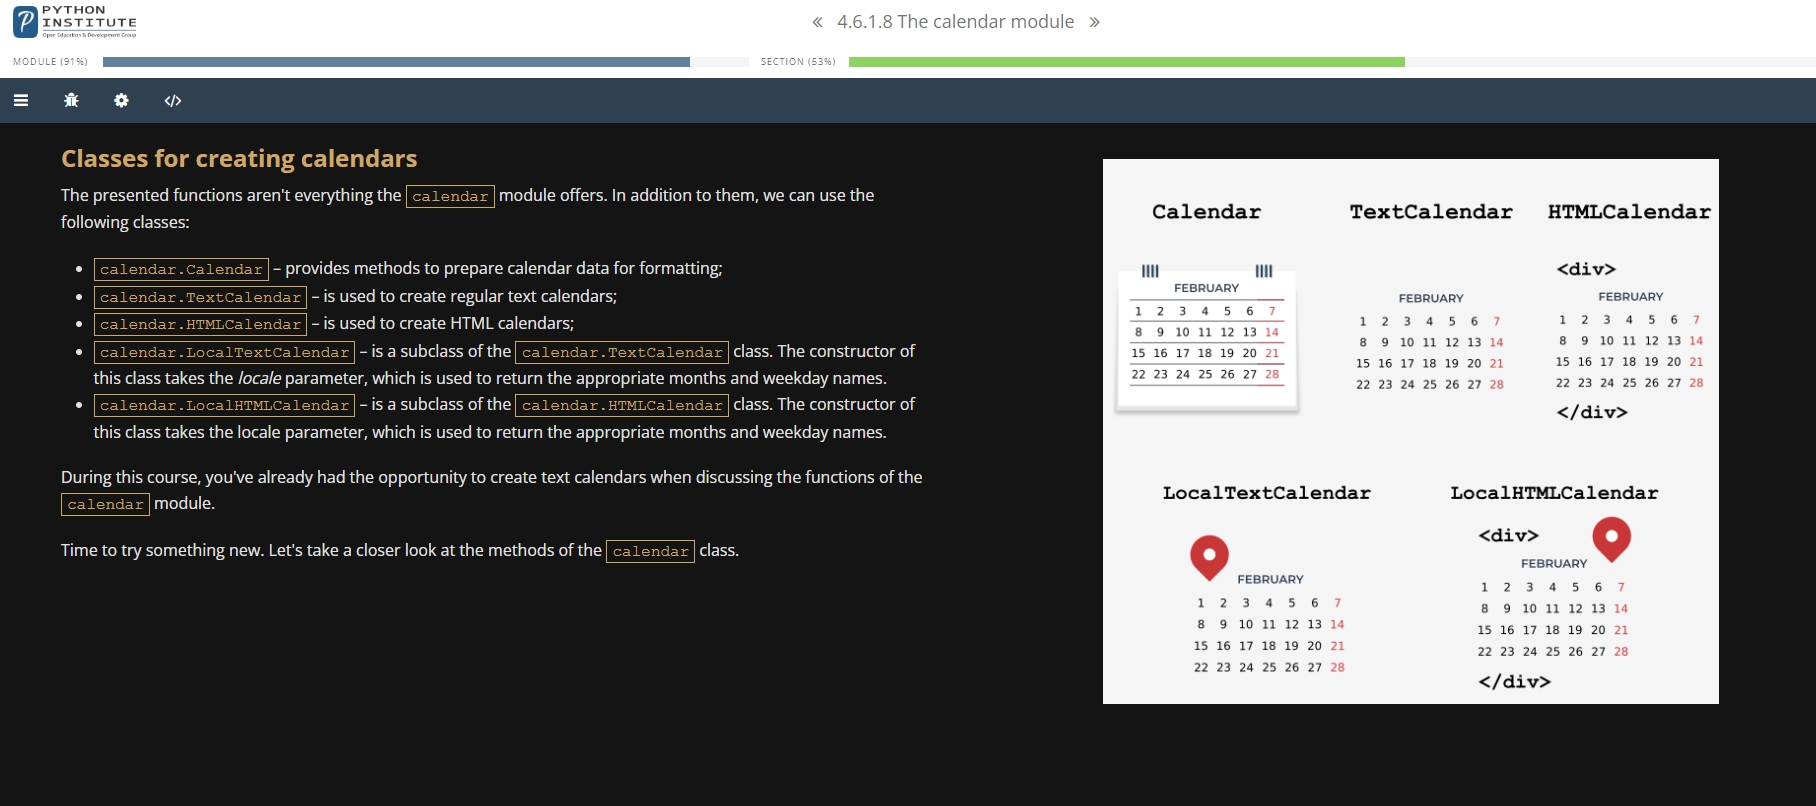 PYTHON
INSTITUTE
Open Education & Development Group
« 4.6.1.8 The calendar module »
MODULE (91%)
SECTION (53%)
Classes for creating calendars
The presented functions aren't everything the calendar module offers. In addition to them, we can use the
following classes:
• calendar.Calendar – provides methods to prepare calendar data for formatting;
• calendar.TextCalendar – is used to create regular text calendars;
• calendar.HTMLCalendar – is used to create HTML calendars;
• calendar.LocalTextCalendar – is a subclass of the calendar.TextCalendar class. The constructor of
this class takes the locale parameter, which is used to return the appropriate months and weekday names.
• calendar.LocalHTMLCalendar – is a subclass of the calendar.HTMLCalendar class. The constructor of
this class takes the locale parameter, which is used to return the appropriate months and weekday names.
During this course, you've already had the opportunity to create text calendars when discussing the functions of the
calendar module.
Time to try something new. Let's take a closer look at the methods of the calendar class.
Calendar
FEBRUARY
1 2 3 4 5 6 7
8 9 10 11 12 13 14
15 16 17 18 19 20 21
22 23 24 25 26 27 28
TextCalendar
FEBRUARY
1 2 3 4 5 6 7
8 9 10 11 12 13 14
15 16 17 18 19 20 21
22 23 24 25 26 27 28
HTMLCalendar
<div>
FEBRUARY
1 2 3 4 5 6 7
8 9 10 11 12 13 14
15 16 17 18 19 20 21
22 23 24 25 26 27 28
</div>
LocalTextCalendar
FEBRUARY
1 2 3 4 5 6 7
8 9 10 11 12 13 14
15 16 17 18 19 20 21
22 23 24 25 26 27 28
LocalHTMLCalendar
<div>
FEBRUARY
1 2 3 4 5 6 7
8 9 10 11 12 13 14
15 16 17 18 19 20 21
22 23 24 25 26 27 28
</div>